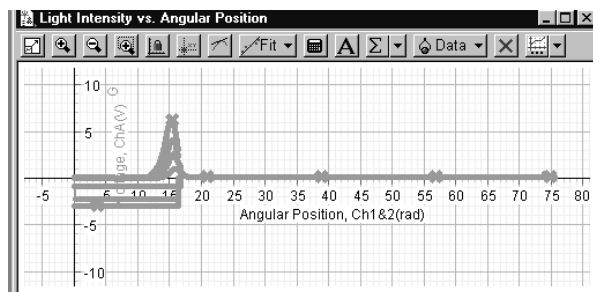 Light Intensity vs. Angular Position
Fit A Σ Data
10
5
-5
-10
-5 10 15 20 25 30 35 40 45 50 55 60 65 70 75 80
Angular Position, Ch1&2(rad)
ChA(V)